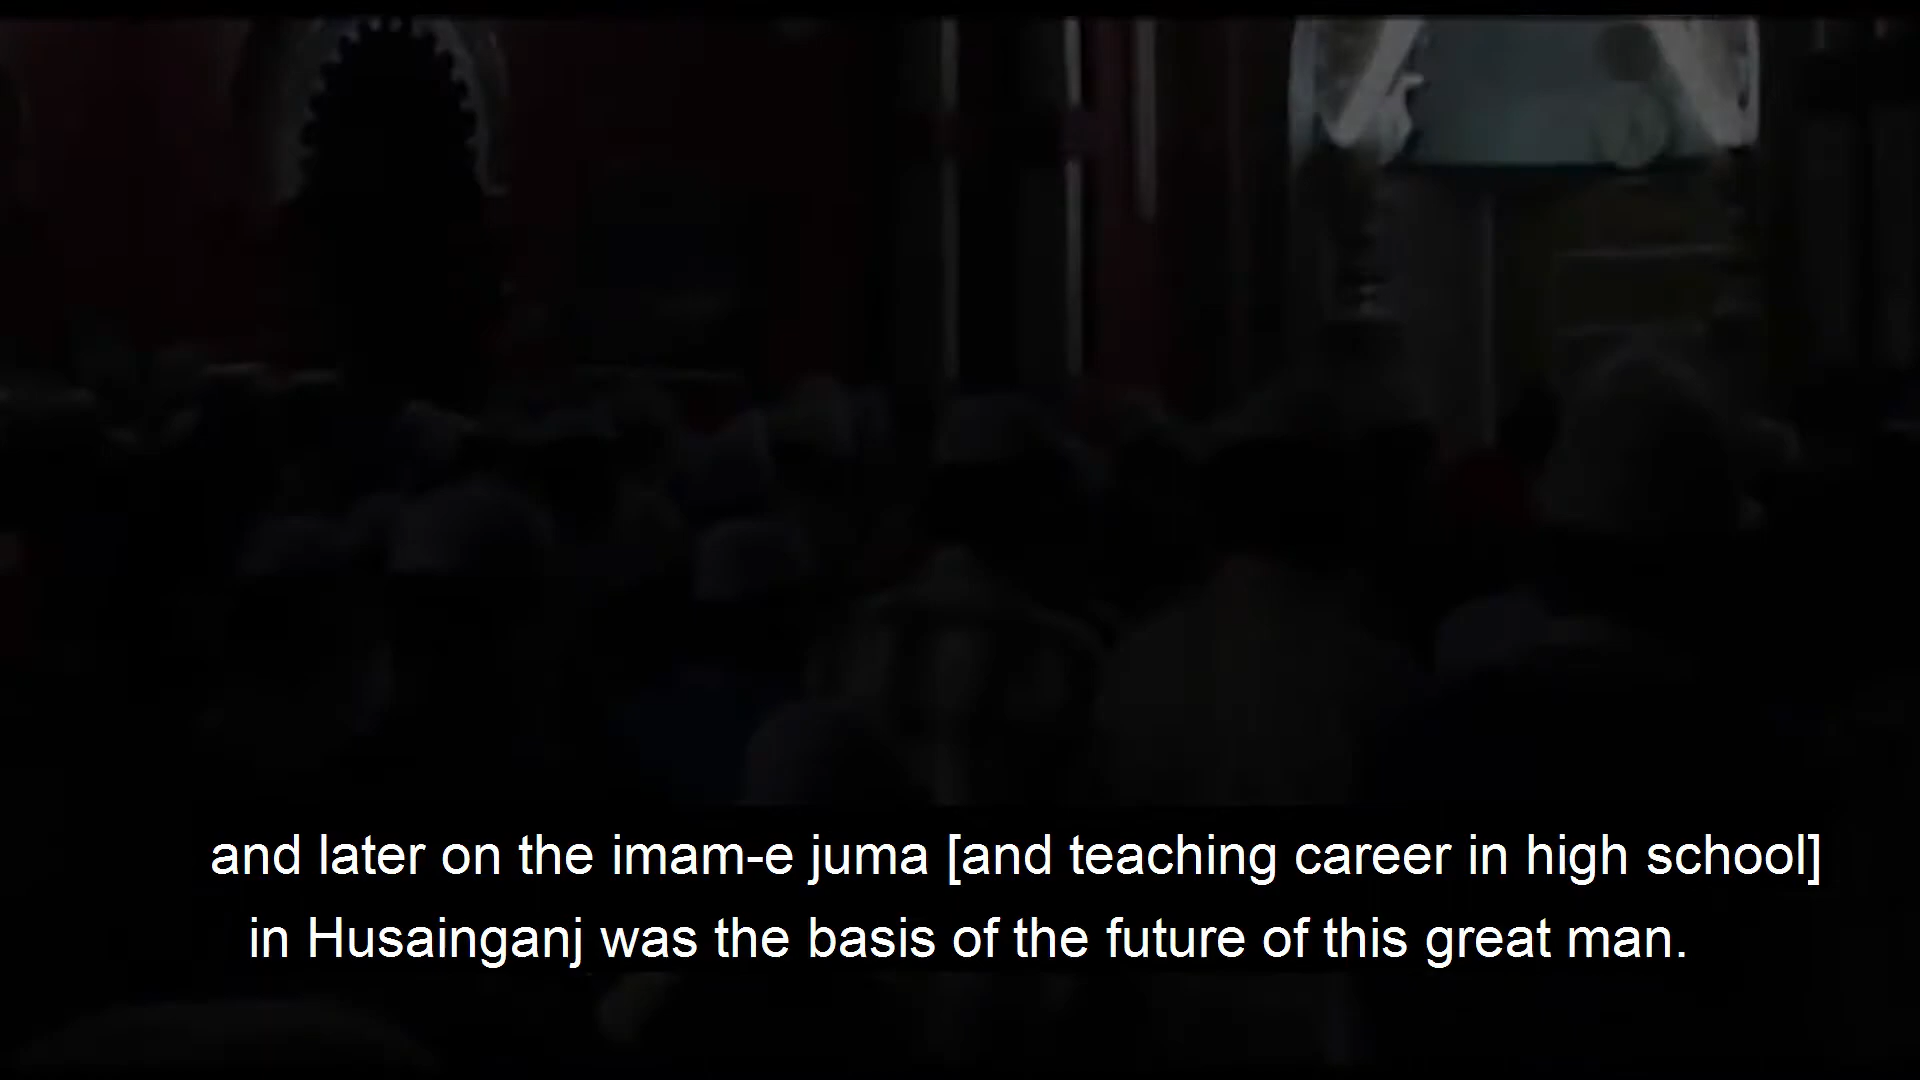 and later on the imam-e juma [and teaching career in high school]
in Husainganj was the basis of the future of this great man.